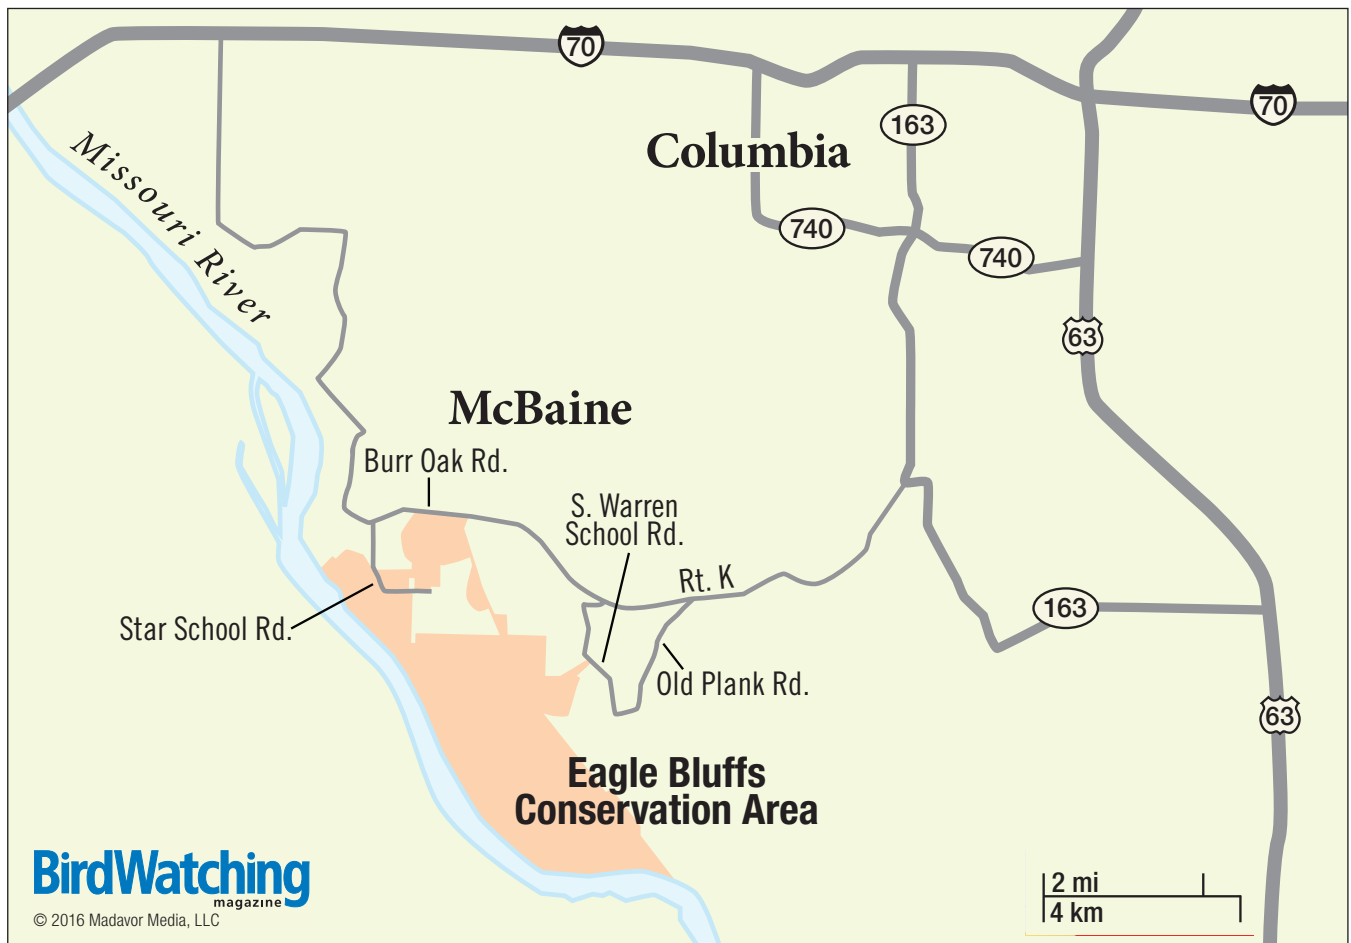 70
70
163
Columbia
Missouri River
740
740
63
McBaine
Burr Oak Rd.
S. Warren
School Rd.
Rt. K
163
Star School Rd.
Old Plank Rd.
63
Eagle Bluffs
Conservation Area
BirdWatching
magazine
© 2016 Madavor Media, LLC
2 mi
4 km